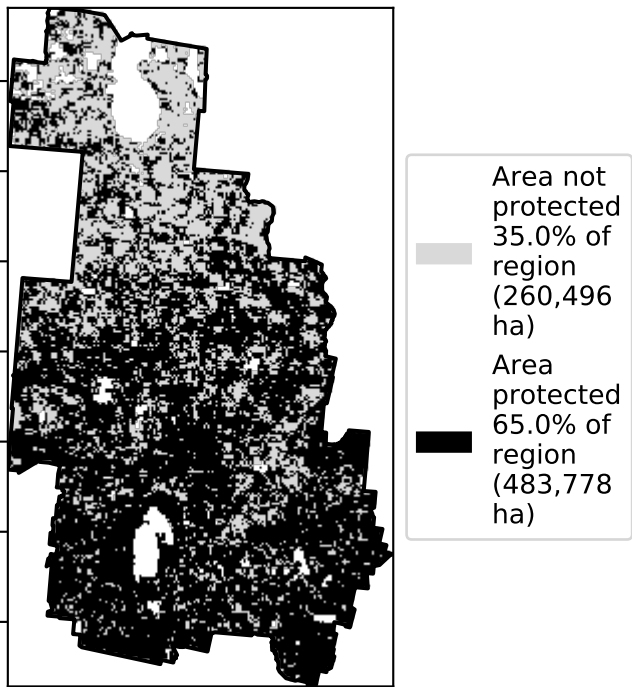 Area not
protected
35.0% of
region
(260,496
ha)
Area
protected
65.0% of
region
(483,778
ha)